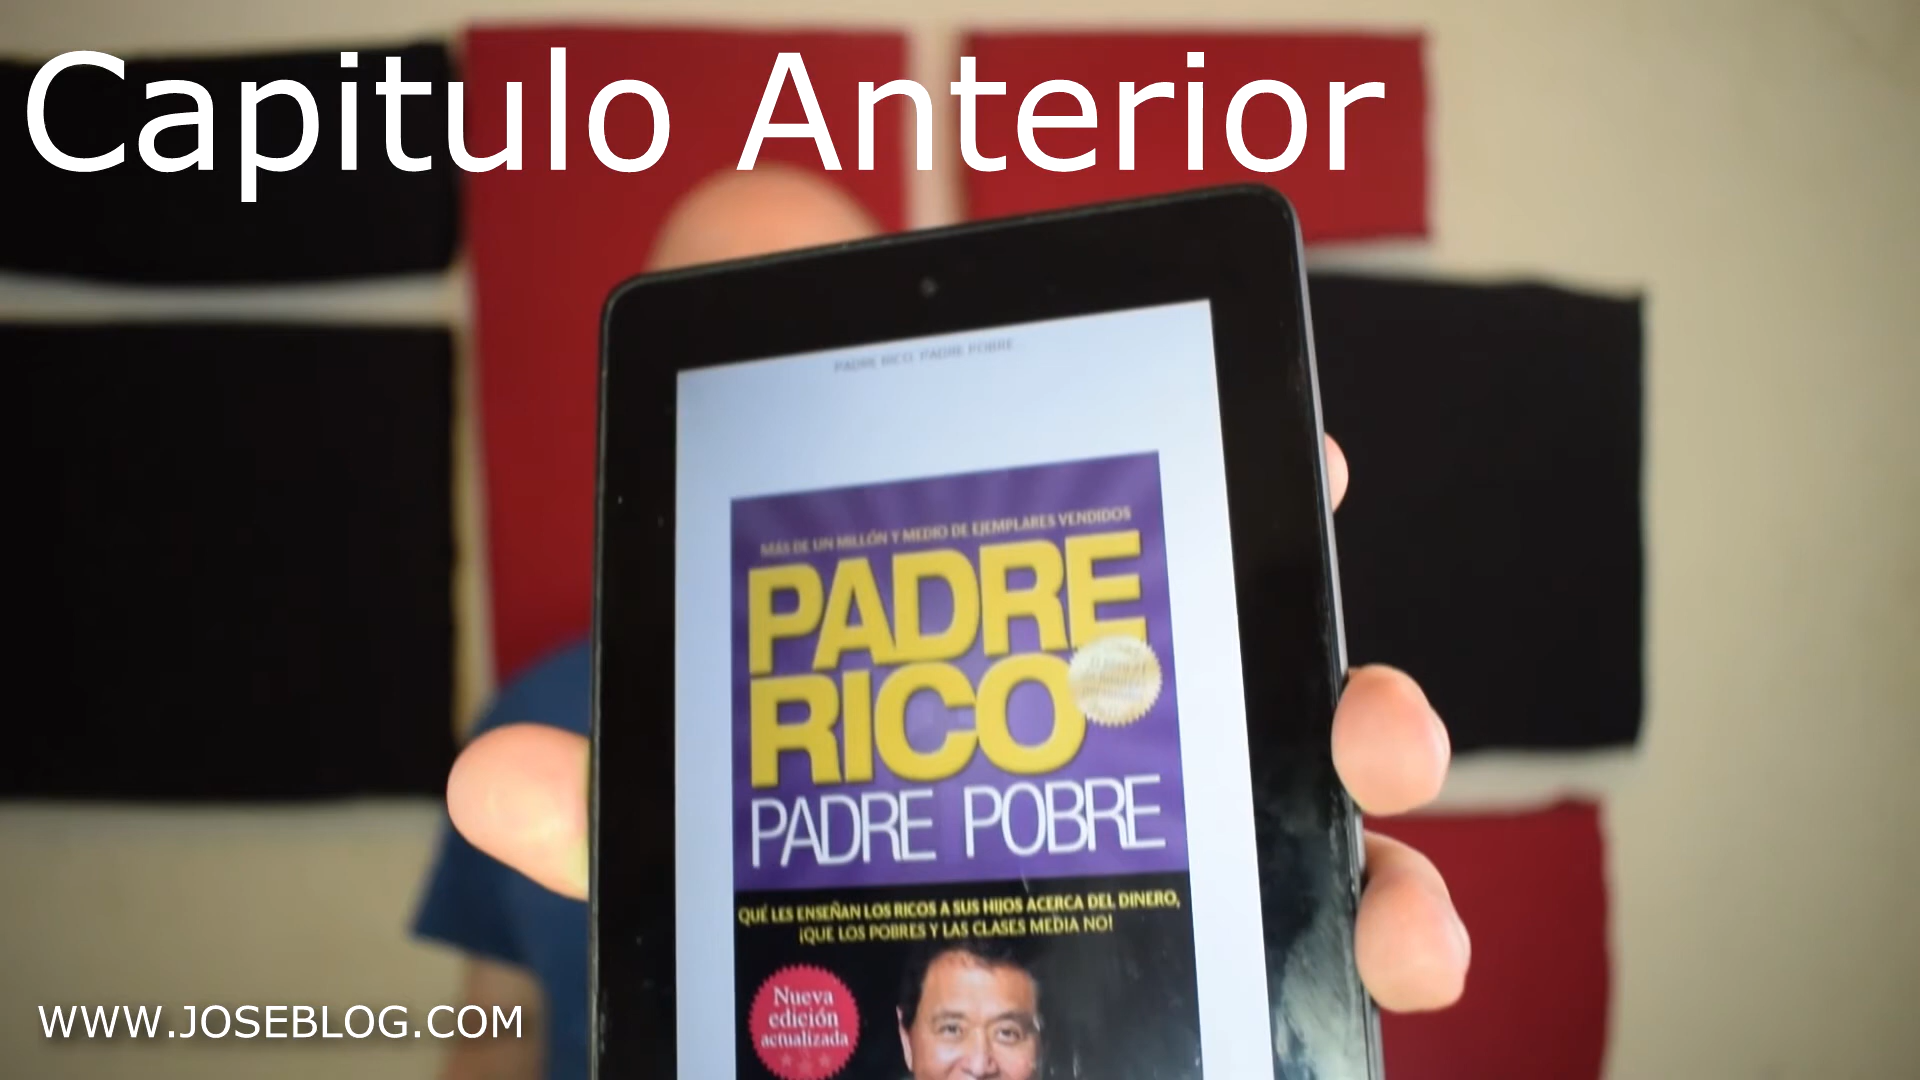 Capitulo Anterior
PADRE RICO, PADRE POBRE
MÁS DE UN MILLÓN Y MEDIO DE EJEMPLARES VENDIDOS
PADRE
RICO
PADRE POBRE
QUÉ LES ENSEÑAN LOS RICOS A SUS HIJOS ACERCA DEL DINERO,
¡QUE LOS POBRES Y LAS CLASES MEDIA NO!
Nueva
edición
actualizada
WWW.JOSEBLOG.COM